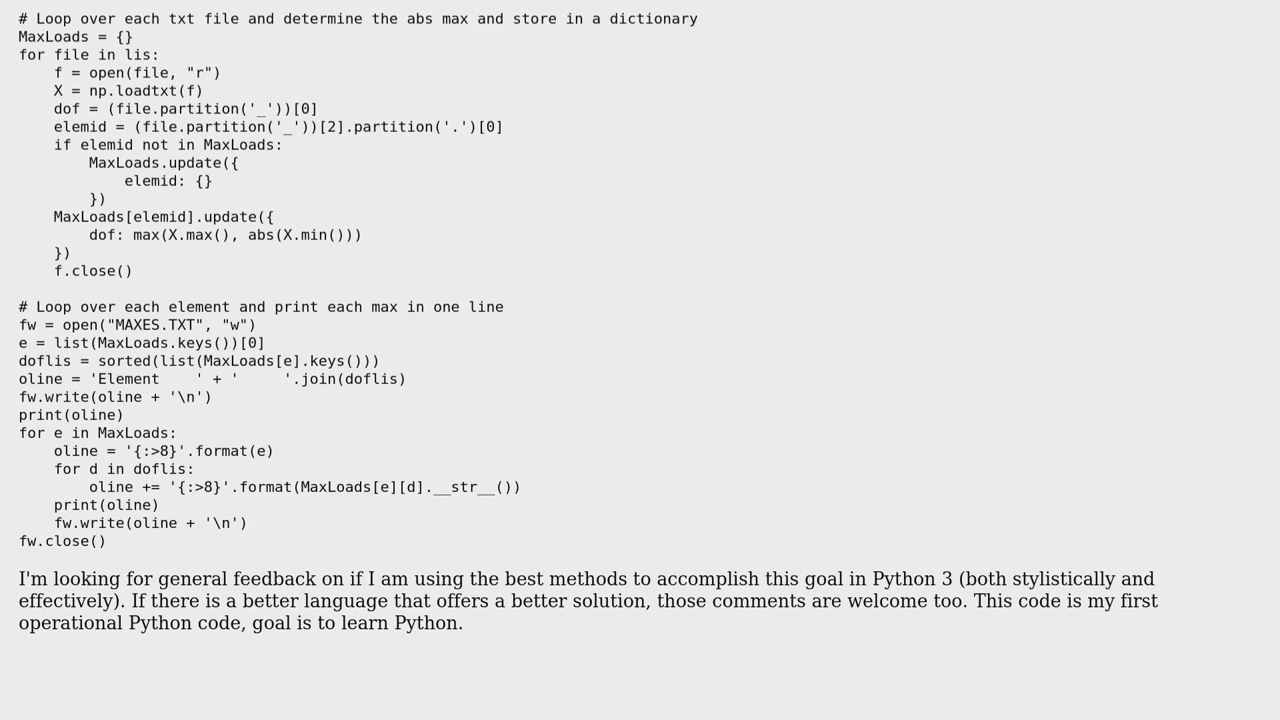 # Loop over each txt file and determine the abs max and store in a dictionary
MaxLoads = {}
for file in lis:
    f = open(file, "r")
    X = np.loadtxt(f)
    dof = (file.partition('_'))[0]
    elemid = (file.partition('_'))[2].partition('.')[0]
    if elemid not in MaxLoads:
        MaxLoads.update({
            elemid: {}
        })
    MaxLoads[elemid].update({
        dof: max(X.max(), abs(X.min()))
    })
    f.close()

# Loop over each element and print each max in one line
fw = open("MAXES.TXT", "w")
e = list(MaxLoads.keys())[0]
doflis = sorted(list(MaxLoads[e].keys()))
oline = 'Element    ' + '     '.join(doflis)
fw.write(oline + '\n')
print(oline)
for e in MaxLoads:
    oline = '{:>8}'.format(e)
    for d in doflis:
        oline += '{:>8}'.format(MaxLoads[e][d].__str__())
    print(oline)
    fw.write(oline + '\n')
fw.close()

I'm looking for general feedback on if I am using the best methods to accomplish this goal in Python 3 (both stylistically and
effectively). If there is a better language that offers a better solution, those comments are welcome too. This code is my first
operational Python code, goal is to learn Python.